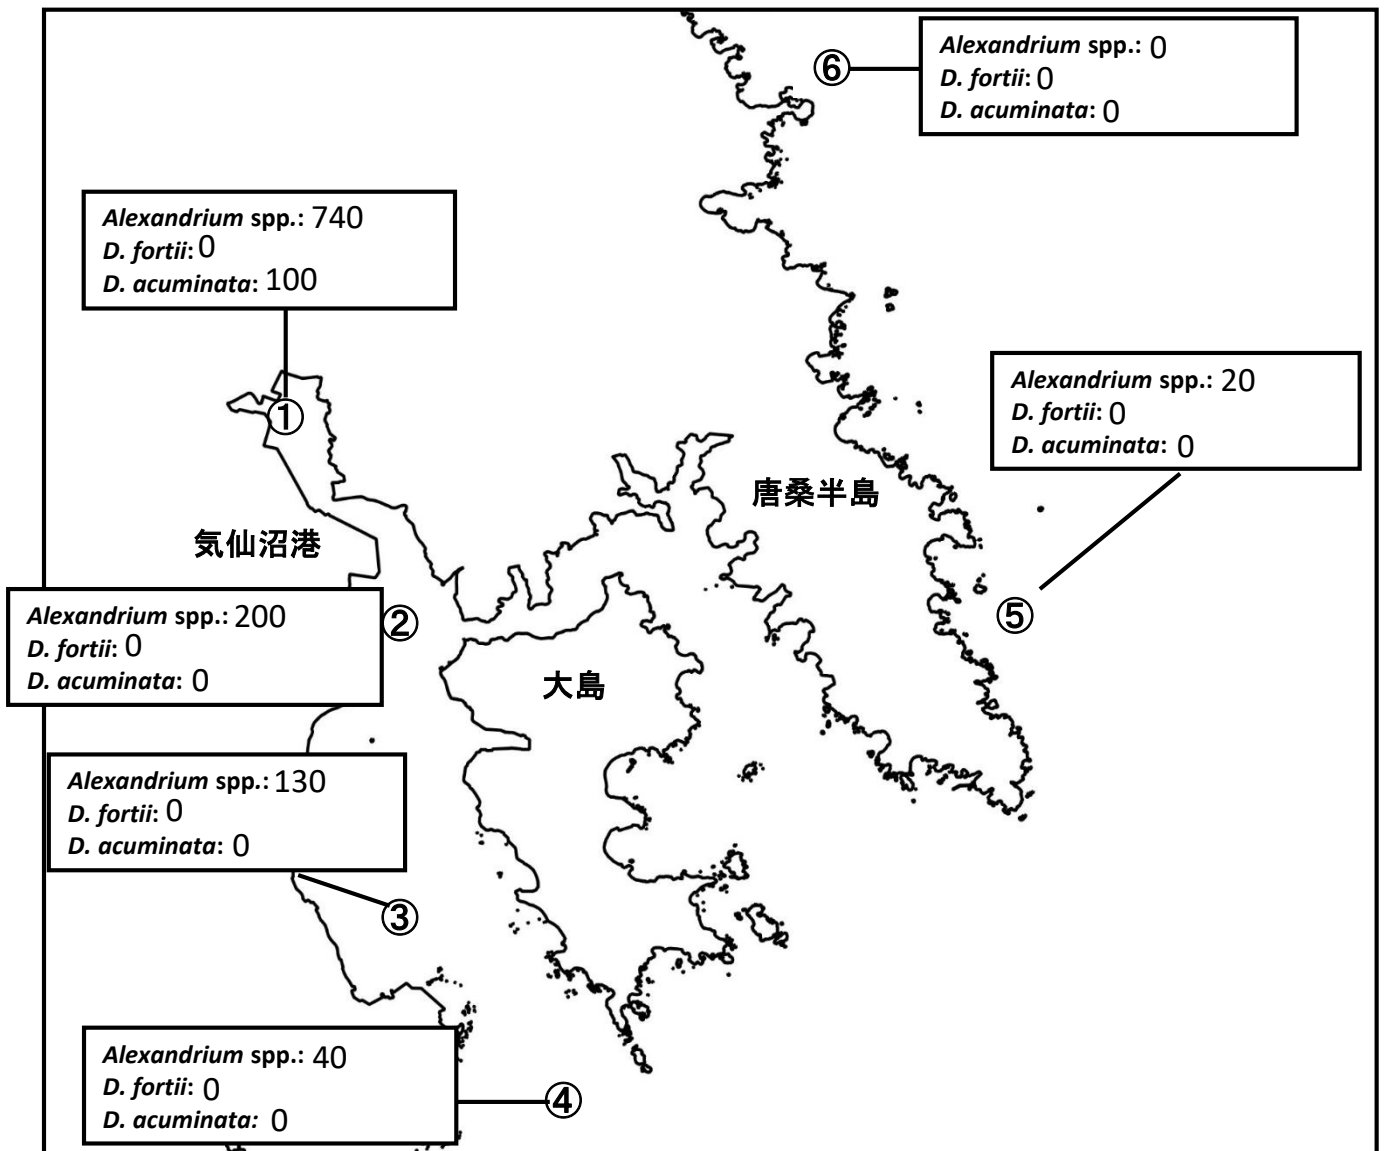 ⑥
Alexandrium spp.: 0
D. fortii: 0
D. acuminata: 0
Alexandrium spp.: 740
D. fortii: 0
D. acuminata: 100
①
Alexandrium spp.: 20
D. fortii: 0
D. acuminata: 0
唐桑半島
気仙沼港
Alexandrium spp.: 200
D. fortii: 0
D. acuminata: 0
②
⑤
大島
Alexandrium spp.: 130
D. fortii: 0
D. acuminata: 0
③
Alexandrium spp.: 40
D. fortii: 0
D. acuminata: 0
④